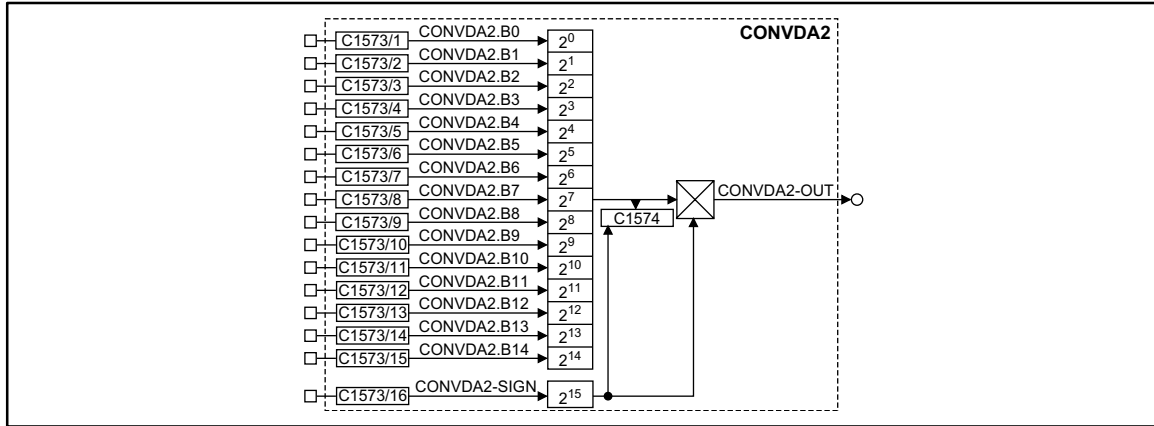 CONVDA2
C1573/1 CONVDA2.B0 2⁰
C1573/2 CONVDA2.B1 2¹
C1573/3 CONVDA2.B2 2²
C1573/4 CONVDA2.B3 2³
C1573/5 CONVDA2.B4 2⁴
C1573/6 CONVDA2.B5 2⁵
C1573/7 CONVDA2.B6 2⁶
C1573/8 CONVDA2.B7 2⁷ CONVDA2-OUT
C1573/9 CONVDA2.B8 2⁸ C1574
C1573/10 CONVDA2.B9 2⁹
C1573/11 CONVDA2.B10 2¹⁰
C1573/12 CONVDA2.B11 2¹¹
C1573/13 CONVDA2.B12 2¹²
C1573/14 CONVDA2.B13 2¹³
C1573/15 CONVDA2.B14 2¹⁴
C1573/16 CONVDA2-SIGN 2¹⁵